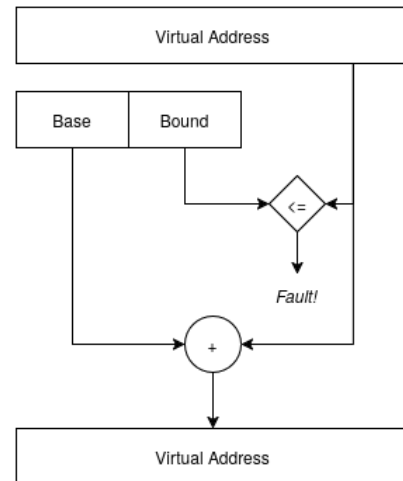 Virtual Address
Base
Bound
<=
Fault!
+
Virtual Address